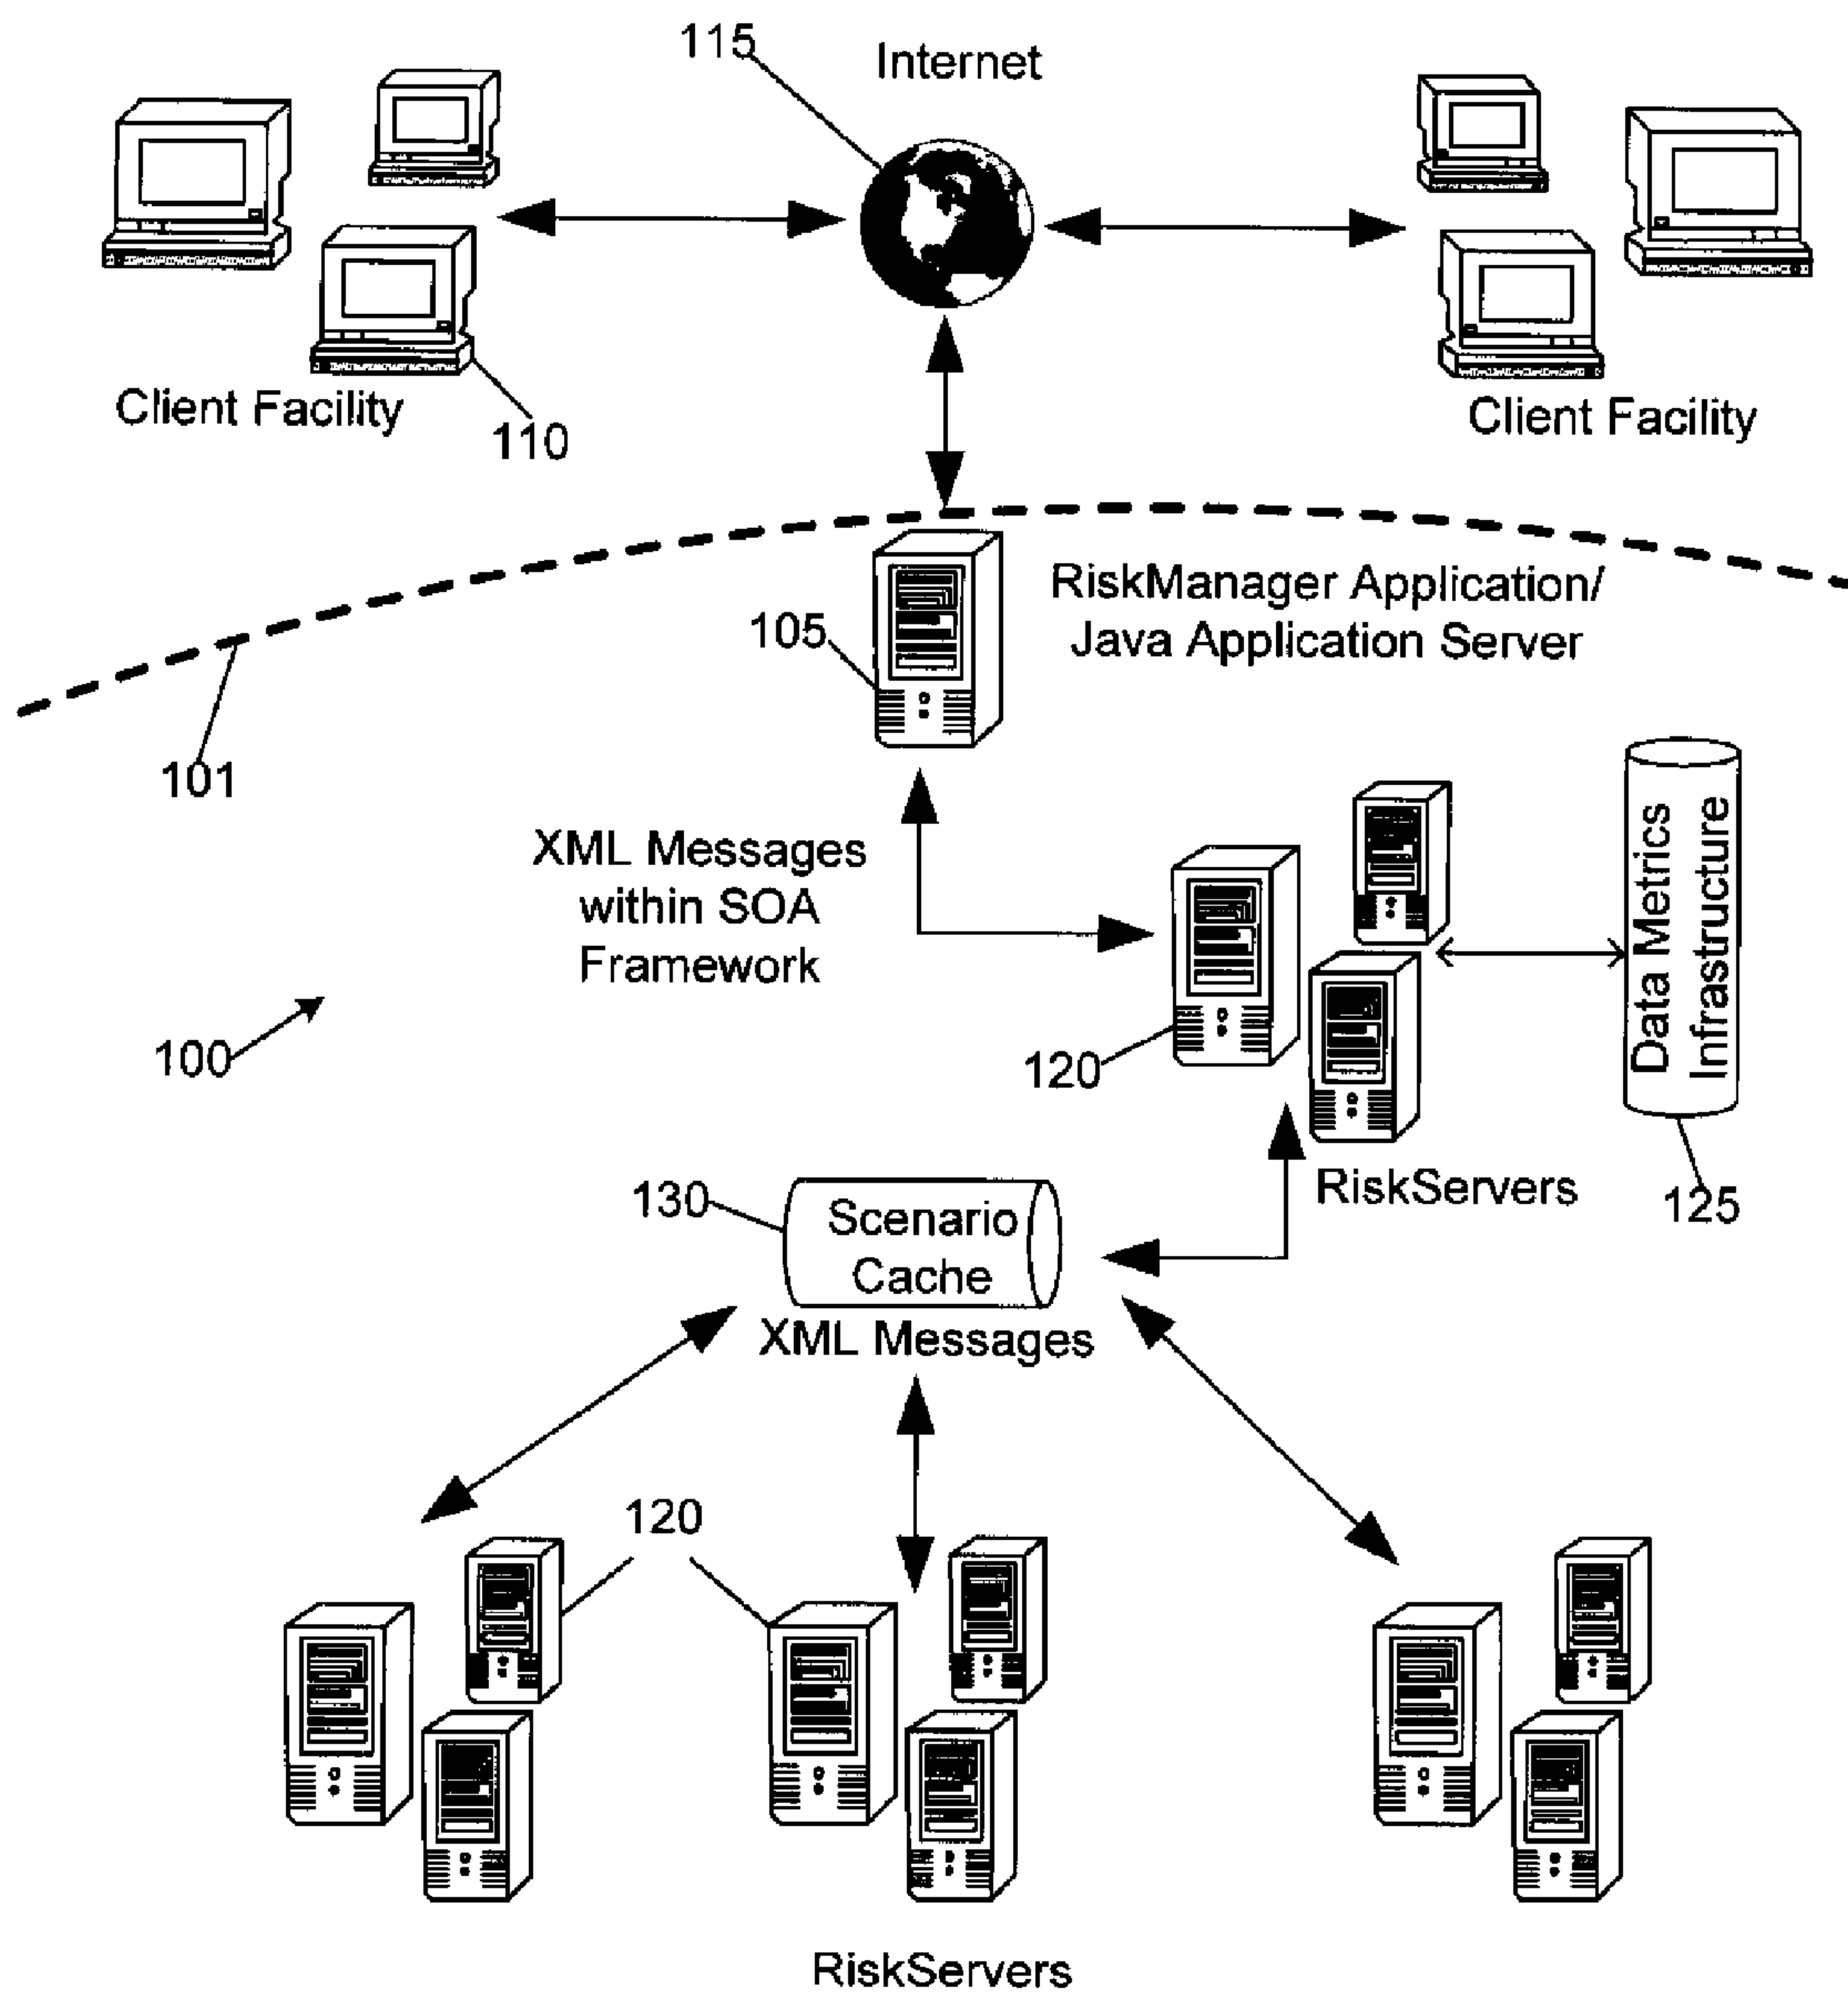 115
Internet
Client Facility
110
Client Facility
RiskManager Application/
Java Application Server
105
101
XML Messages
within SOA
Framework
Data Metrics
Infrastructure
100
120
RiskServers
125
130
Scenario
Cache
XML Messages
120
RiskServers